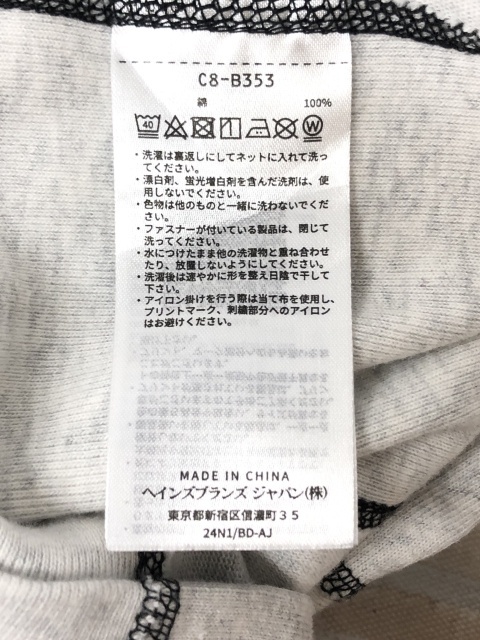 C8-B353
綿 100%
40 W
・洗濯は裏返しにしてネットに入れて洗っ
てください。
・漂白剤、蛍光増白剤を含んだ洗剤は、使
用しないでください。
・色物は他のものと一緒に洗わないでくだ
さい。
・ファスナーが付いている製品は、閉じて
洗ってください。
・水につけたまま他の洗濯物と重ね合わせ
たり、放置しないようにしてください。
・洗濯後は速やかに形を整え日陰で干して
下さい。
・アイロン掛けを行う際は当て布を使用し、
プリントマーク、刺繍部分へのアイロン
はお避けください。
MADE IN CHINA
ヘインズブランズ ジャパン(株)
東京都新宿区信濃町35
24N1/BD-AJ